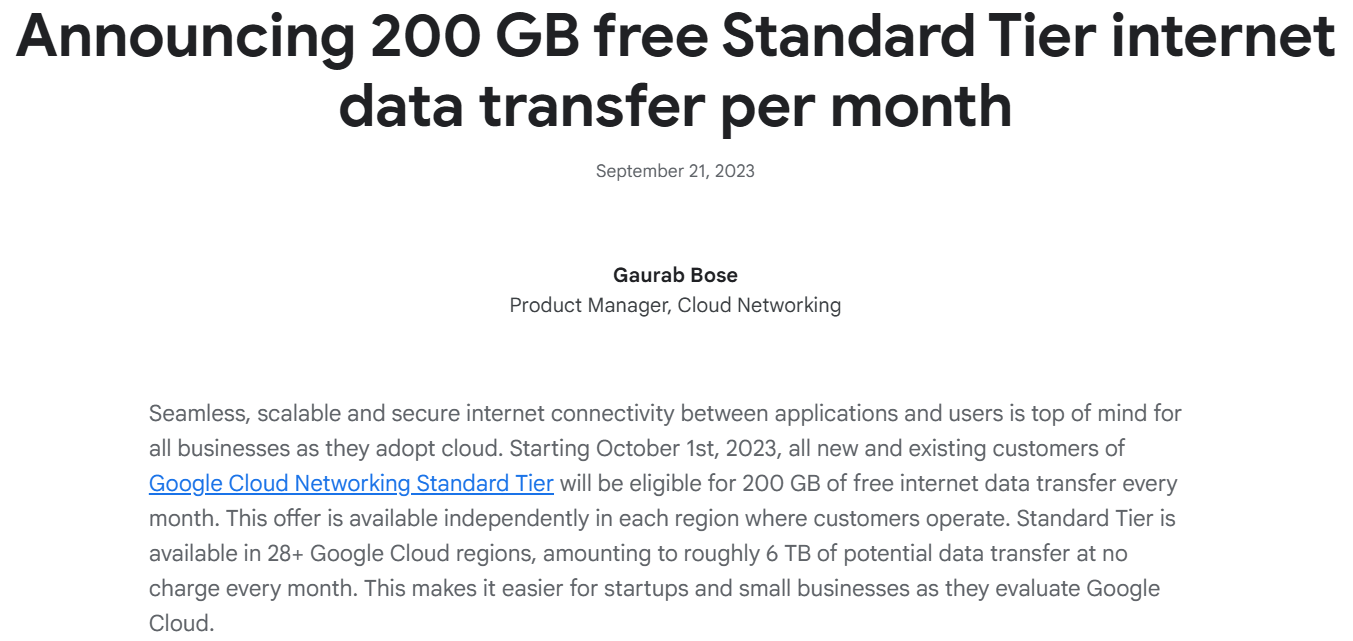 Announcing 200 GB free Standard Tier internet
data transfer per month
September 21, 2023
Gaurab Bose
Product Manager, Cloud Networking
Seamless, scalable and secure internet connectivity between applications and users is top of mind for
all businesses as they adopt cloud. Starting October 1st, 2023, all new and existing customers of
Google Cloud Networking Standard Tier will be eligible for 200 GB of free internet data transfer every
month. This offer is available independently in each region where customers operate. Standard Tier is
available in 28+ Google Cloud regions, amounting to roughly 6 TB of potential data transfer at no
charge every month. This makes it easier for startups and small businesses as they evaluate Google
Cloud.